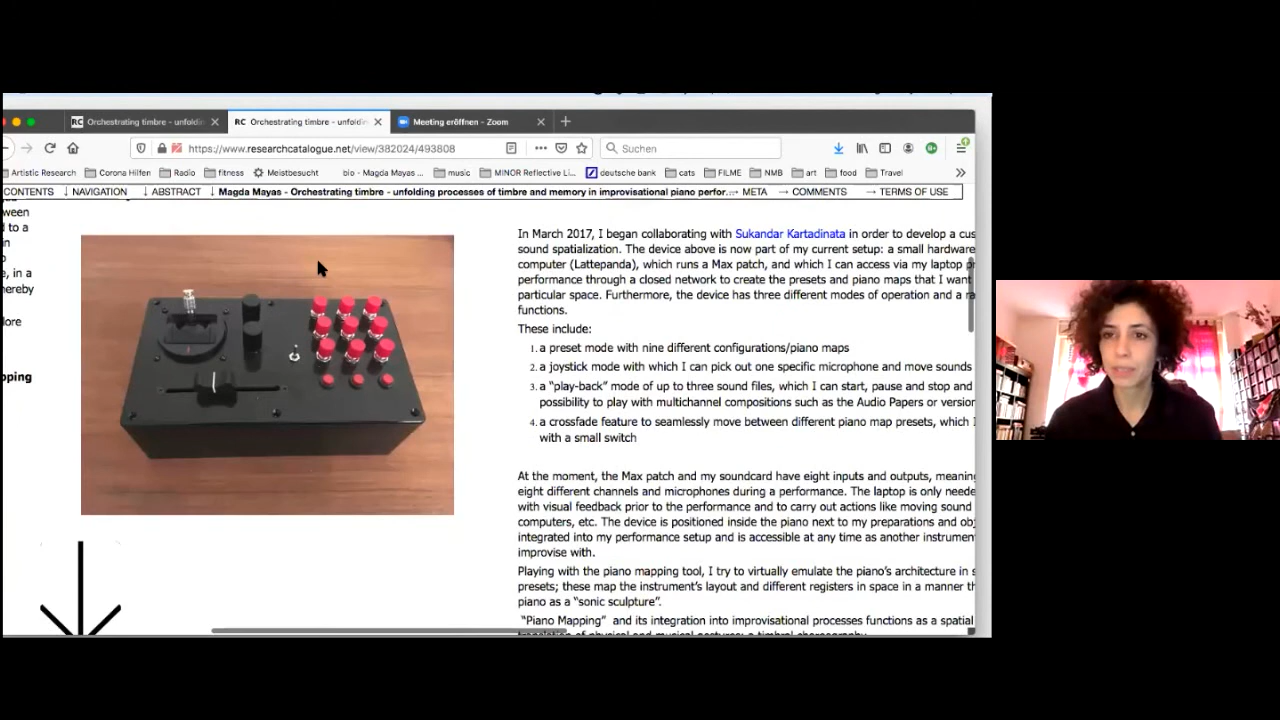 RC Orchestrating timbre - unfoldin
RC Orchestrating timbre - unfoldin
Meeting eröffnen - Zoom
https://www.researchcatalogue.net/view/382024/493808
Suchen
Artistic Research
Corona Hilfen
Radio
fitness
Meistbesucht
bio - Magda Mayas ...
music
MINOR Reflective Li...
deutsche bank
cats
FILME
NMB
art
food
Travel
CONTENTS
↓ NAVIGATION
↓ ABSTRACT
↓ Magda Mayas - Orchestrating timbre - unfolding processes of timbre and memory in improvisational piano perfor...
→ META
→ COMMENTS
→ TERMS OF USE
ween
d to a
in
o
e, in a
hereby
lore
pping
In March 2017, I began collaborating with Sukandar Kartadinata in order to develop a cus
sound spatialization. The device above is now part of my current setup: a small hardware
computer (Lattepanda), which runs a Max patch, and which I can access via my laptop p
performance through a closed network to create the presets and piano maps that I want
particular space. Furthermore, the device has three different modes of operation and a ra
functions.
These include:
1. a preset mode with nine different configurations/piano maps
2. a joystick mode with which I can pick out one specific microphone and move sounds
3. a “play-back” mode of up to three sound files, which I can start, pause and stop and
possibility to play with multichannel compositions such as the Audio Papers or version
4. a crossfade feature to seamlessly move between different piano map presets, which I
with a small switch
At the moment, the Max patch and my soundcard have eight inputs and outputs, meaning
eight different channels and microphones during a performance. The laptop is only neede
with visual feedback prior to the performance and to carry out actions like moving sound
computers, etc. The device is positioned inside the piano next to my preparations and obj
integrated into my performance setup and is accessible at any time as another instrumen
improvise with.
Playing with the piano mapping tool, I try to virtually emulate the piano’s architecture in s
presets; these map the instrument’s layout and different registers in space in a manner th
piano as a “sonic sculpture”.
“Piano Mapping” and its integration into improvisational processes functions as a spatial
translation of physical and musical gestures: a timbral choreography.